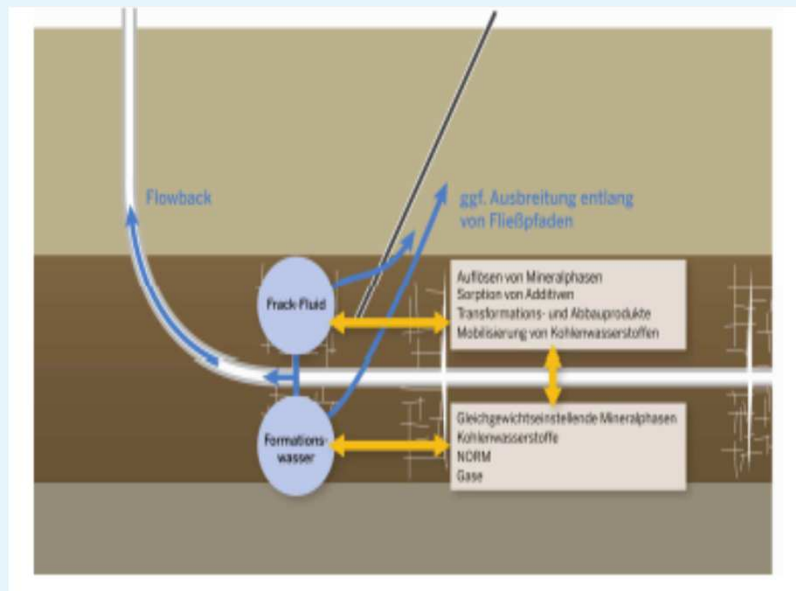 Flowback
ggf. Ausbreitung entlang
von Fließpfaden
Frack-Fluid
Auflösen von Mineralphasen
Sorption von Additiven
Transformations- und Abbauprodukte
Mobilisierung von Kohlenwasserstoffen
Formations-
wasser
Gleichgewichtseinstellende Mineralphasen
Kohlenwasserstoffe
NORM
Gase